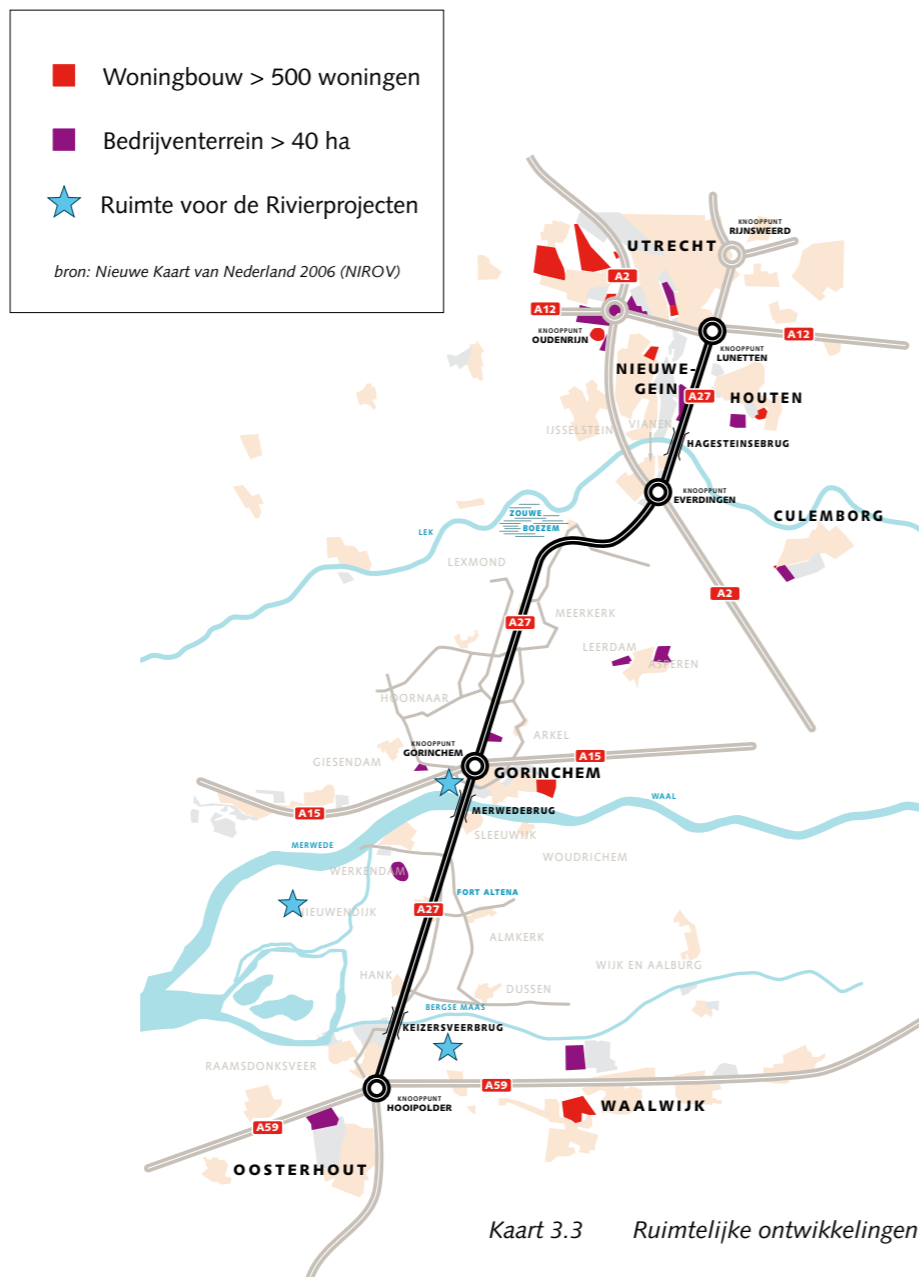 Woningbouw > 500 woningen
Bedrijventerrein > 40 ha
Ruimte voor de Rivierprojecten
bron: Nieuwe Kaart van Nederland 2006 (NIROV)
KNOOPPUNT
RIJNSWEERD
UTRECHT
A2
A12
KNOOPPUNT
OUDENRIJN
KNOOPPUNT
LUNETTEN
A12
NIEUWE-
GEIN
A27
HOUTEN
IJSSELSTEIN
VIANEN
HAGESTEINSEBRUG
KNOOPPUNT
EVERDINGEN
CULEMBORG
ZOUWE
BOEZEM
LEK
LEXMOND
A2
A27
MEERKERK
LEERDAM
ASPEREN
HOORNAAR
ARKEL
KNOOPPUNT
GORINCHEM
GIESENDAM
A15
GORINCHEM
A15
MERWEDEBRUG
WAAL
MERWEDE
SLEEUWIJK
WOUDRICHEM
WERKENDAM
FORT ALTENA
A27
NIEUWENDIJK
ALMKERK
WIJK EN AALBURG
HANK
DUSSEN
BERGSE MAAS
KEIZERSVEERBRUG
RAAMSDONKSVEER
A59
KNOOPPUNT
HOOIPOLDER
WAALWIJK
A59
OOSTERHOUT
Kaart 3.3 Ruimtelijke ontwikkelingen